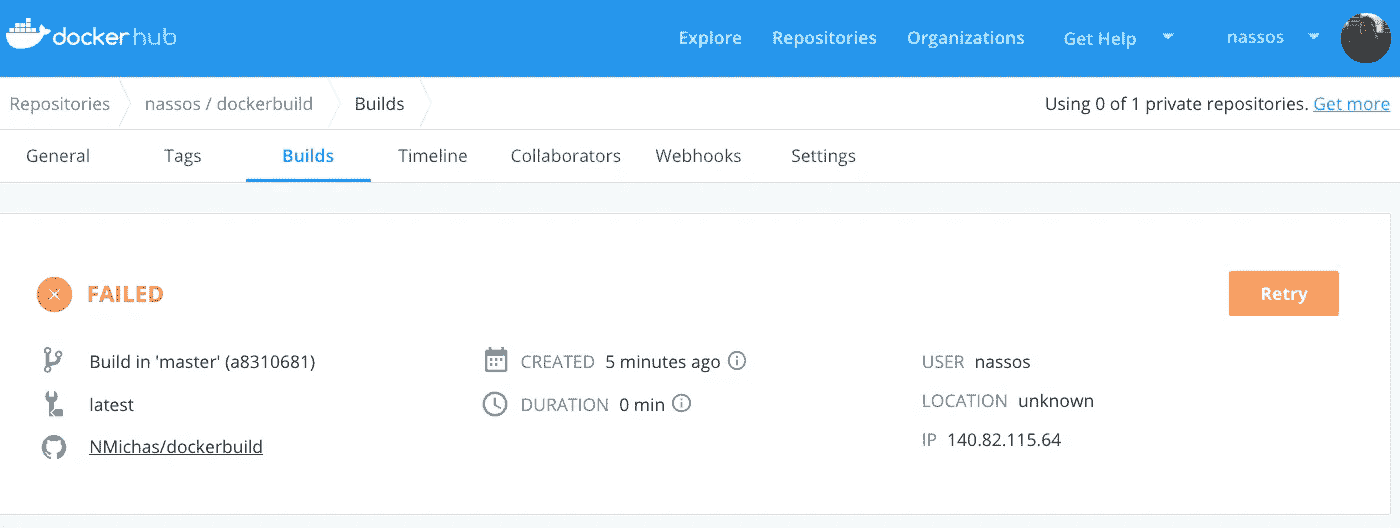 docker hub Explore Repositories Organizations Get Help nassos
Repositories nassos / dockerbuild Builds Using 0 of 1 private repositories. Get more
General Tags Builds Timeline Collaborators Webhooks Settings
FAILED Retry
Build in 'master' (a8310681) CREATED 5 minutes ago USER nassos
latest DURATION 0 min LOCATION unknown
NMichas/dockerbuild IP 140.82.115.64